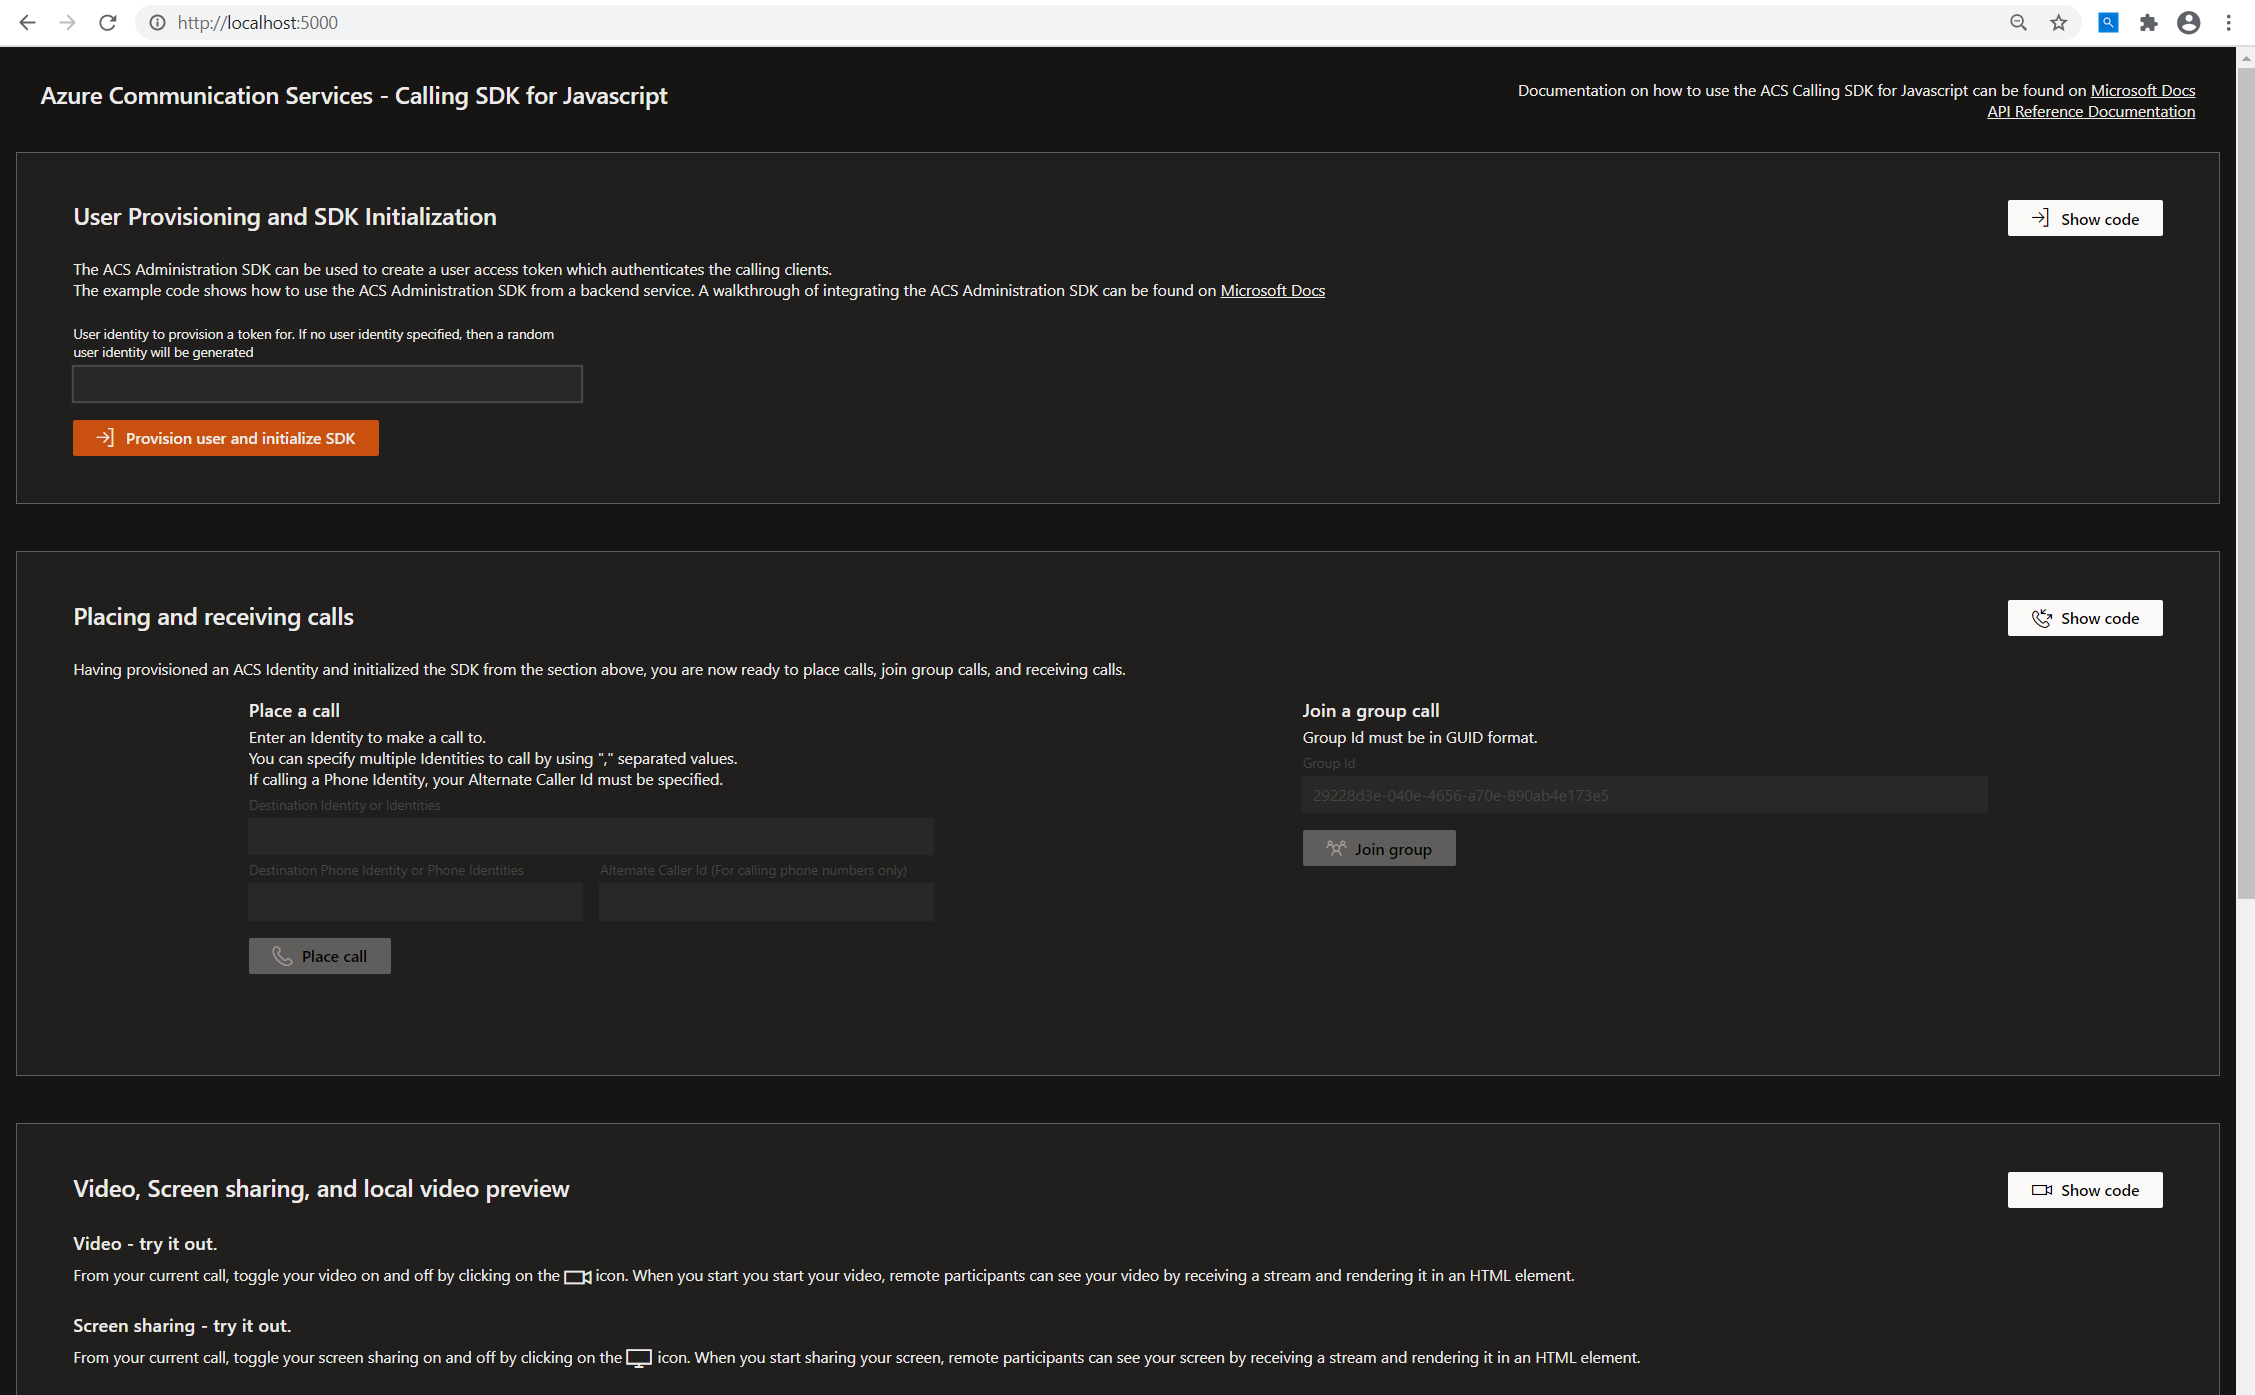 http://localhost:5000
Azure Communication Services - Calling SDK for Javascript
Documentation on how to use the ACS Calling SDK for Javascript can be found on Microsoft Docs
API Reference Documentation
User Provisioning and SDK Initialization
Show code
The ACS Administration SDK can be used to create a user access token which authenticates the calling clients.
The example code shows how to use the ACS Administration SDK from a backend service. A walkthrough of integrating the ACS Administration SDK can be found on Microsoft Docs
User identity to provision a token for. If no user identity specified, then a random
user identity will be generated
Provision user and initialize SDK
Placing and receiving calls
Show code
Having provisioned an ACS Identity and initialized the SDK from the section above, you are now ready to place calls, join group calls, and receiving calls.
Place a call
Enter an Identity to make a call to.
You can specify multiple Identities to call by using "," separated values.
If calling a Phone Identity, your Alternate Caller Id must be specified.
Destination Identity or Identities
Destination Phone Identity or Phone Identities
Alternate Caller Id (For calling phone numbers only)
Place call
Join a group call
Group Id must be in GUID format.
Group Id
29228d3e-040e-4656-a70e-890ab4e173e5
Join group
Video, Screen sharing, and local video preview
Show code
Video - try it out.
From your current call, toggle your video on and off by clicking on the icon. When you start you start your video, remote participants can see your video by receiving a stream and rendering it in an HTML element.
Screen sharing - try it out.
From your current call, toggle your screen sharing on and off by clicking on the icon. When you start sharing your screen, remote participants can see your screen by receiving a stream and rendering it in an HTML element.